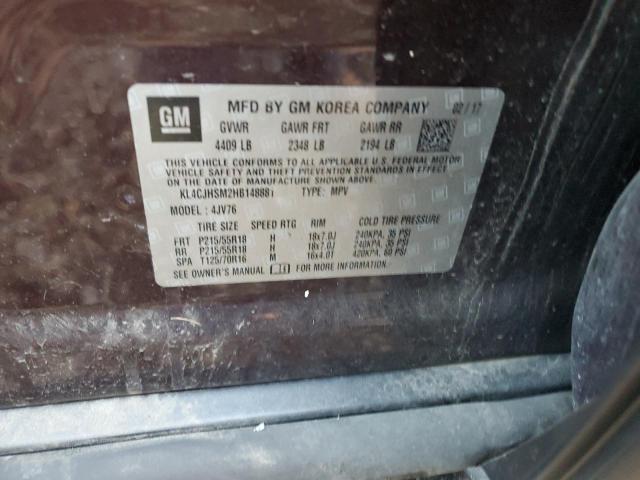 GM
MFD BY GM KOREA COMPANY 02/17
GVWR GAWR FRT GAWR RR
4409 LB 2348 LB 2194 LB
THIS VEHICLE CONFORMS TO ALL APPLICABLE U.S. FEDERAL MOTOR
VEHICLE SAFETY AND THEFT PREVENTION STANDARDS IN EFFECT
ON THE DATE OF MANUFACTURE SHOWN ABOVE.
KL4CJHSM2HB148881 TYPE: MPV
MODEL: 4JV76
TIRE SIZE SPEED RTG RIM COLD TIRE PRESSURE
FRT P215/55R18 H 18x7.0J 240KPA, 35 PSI
RR P215/55R18 H 18x7.0J 240KPA, 35 PSI
SPA T125/70R16 M 16x4.0T 420KPA, 60 PSI
SEE OWNER'S MANUAL FOR MORE INFORMATION.